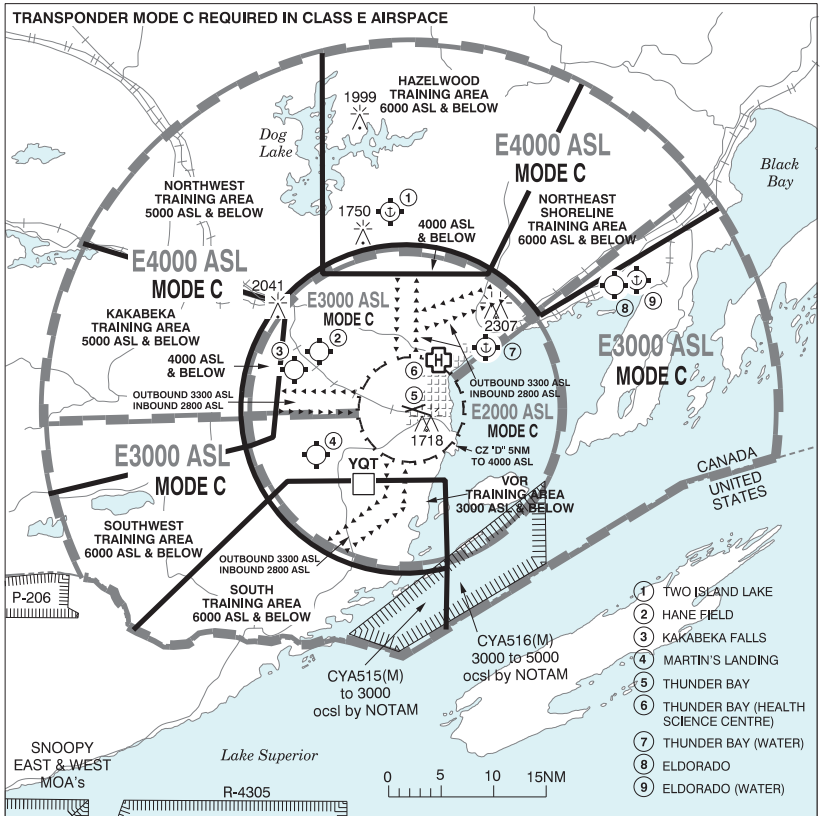 TRANSPONDER MODE C REQUIRED IN CLASS E AIRSPACE
HAZELWOOD
TRAINING AREA
6000 ASL & BELOW
1999
Dog
Lake
E4000 ASL
MODE C
Black
Bay
NORTHWEST
TRAINING AREA
5000 ASL & BELOW
1
1750
NORTHEAST
SHORELINE
TRAINING AREA
6000 ASL & BELOW
4000 ASL
& BELOW
E4000 ASL
MODE C
2041
E3000 ASL
MODE C
2307
8
9
KAKABEKA
TRAINING AREA
5000 ASL & BELOW
4000 ASL
& BELOW
3
2
6
H
7
E3000 ASL
MODE C
OUTBOUND 3300 ASL
INBOUND 2800 ASL
OUTBOUND 3300 ASL
INBOUND 2800 ASL
5
E2000 ASL
MODE C
1718
CZ "D" 5NM
TO 4000 ASL
4
E3000 ASL
MODE C
YQT
VOR
TRAINING AREA
3000 ASL & BELOW
CANADA
UNITED
STATES
SOUTHWEST
TRAINING AREA
6000 ASL & BELOW
OUTBOUND 3300 ASL
INBOUND 2800 ASL
SOUTH
TRAINING AREA
6000 ASL & BELOW
P-206
CYA515(M)
to 3000
ocsl by NOTAM
CYA516(M)
3000 to 5000
ocsl by NOTAM
1 TWO ISLAND LAKE
2 HANE FIELD
3 KAKABEKA FALLS
4 MARTIN'S LANDING
5 THUNDER BAY
6 THUNDER BAY (HEALTH
SCIENCE CENTRE)
7 THUNDER BAY (WATER)
8 ELDORADO
9 ELDORADO (WATER)
SNOOPY
EAST & WEST
MOA's
Lake Superior
0 5 10 15NM
R-4305